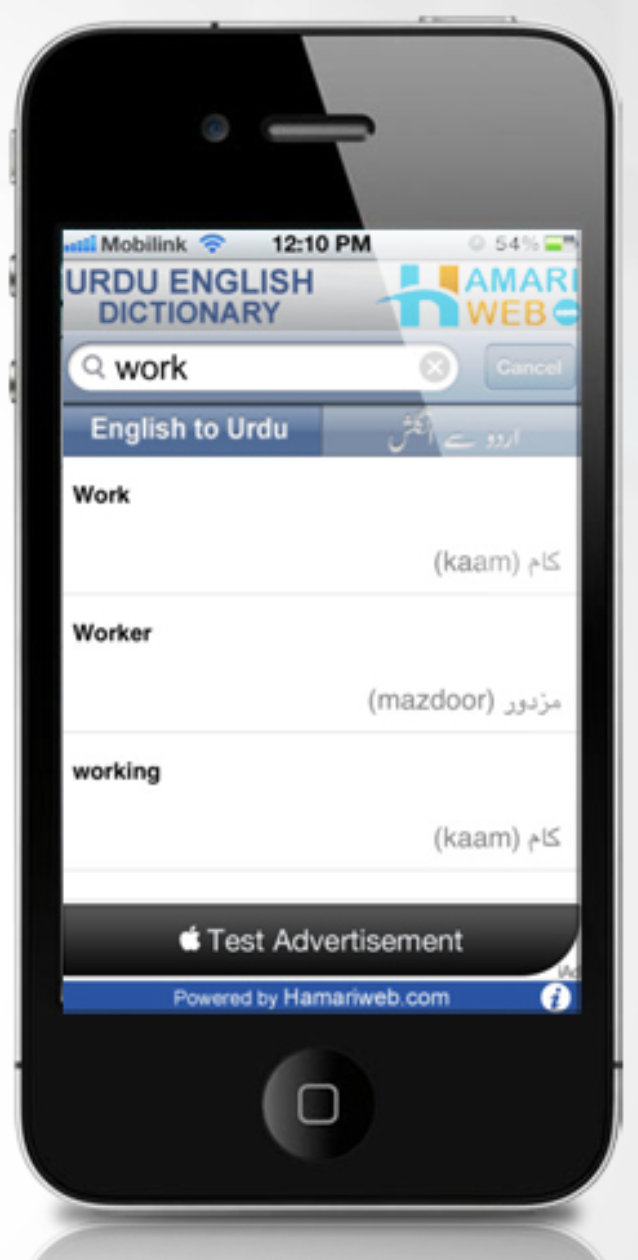 Mobilink 12:10 PM 54%
URDU ENGLISH DICTIONARY
HAMARI WEB
work
Cancel
English to Urdu
اردو سے انگلش
Work
کام (kaam)
Worker
مزدور (mazdoor)
working
کام (kaam)
Test Advertisement
iAd
Powered by Hamariweb.com